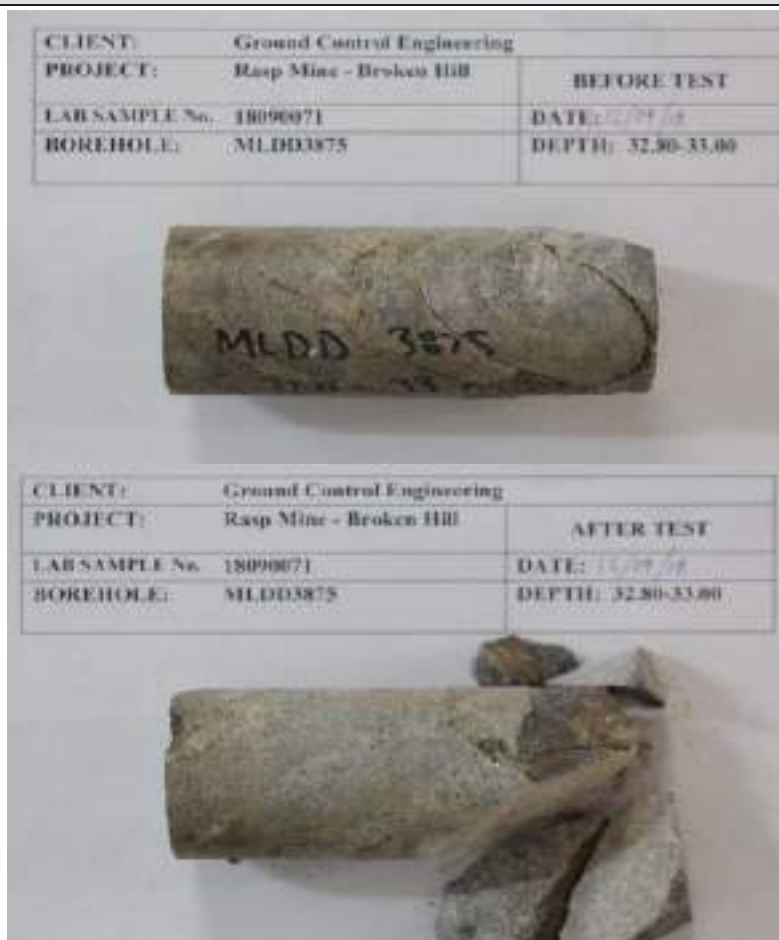 CLIENT: Ground Control Engineering
PROJECT: Rasp Mine - Broken Hill
BEFORE TEST
LAB SAMPLE No. 18090071
DATE:
BOREHOLE: MLDD3875
DEPTH: 32.80-33.00
MLDD 3875
CLIENT: Ground Control Engineering
PROJECT: Rasp Mine - Broken Hill
AFTER TEST
LAB SAMPLE No. 18090071
DATE:
BOREHOLE: MLDD3875
DEPTH: 32.80-33.00